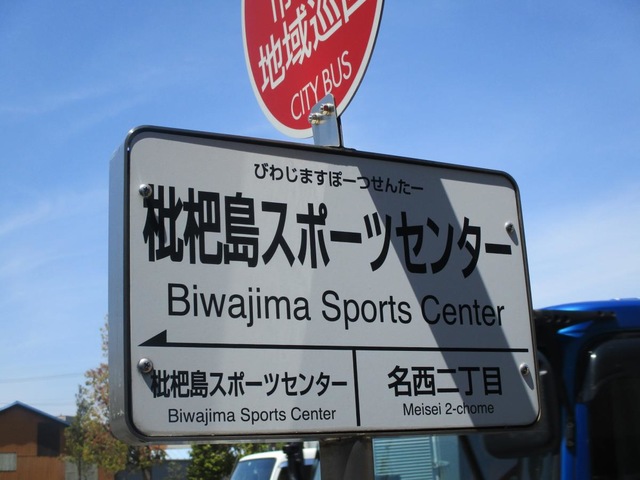 地域巡回
CITY BUS
びわじますぽーつせんたー
枇杷島スポーツセンター
Biwajima Sports Center
枇杷島スポーツセンター
Biwajima Sports Center
名西二丁目
Meisei 2-chome